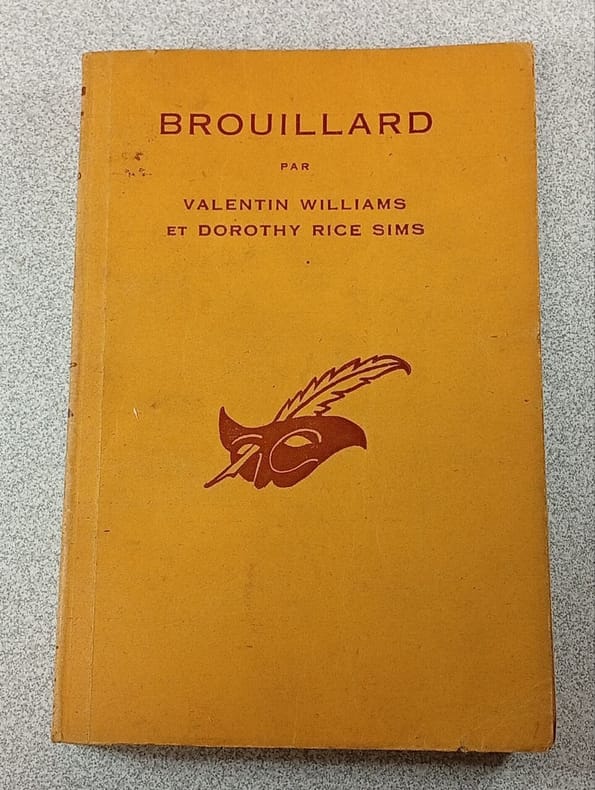 BROUILLARD
PAR
VALENTIN WILLIAMS
ET DOROTHY RICE SIMS